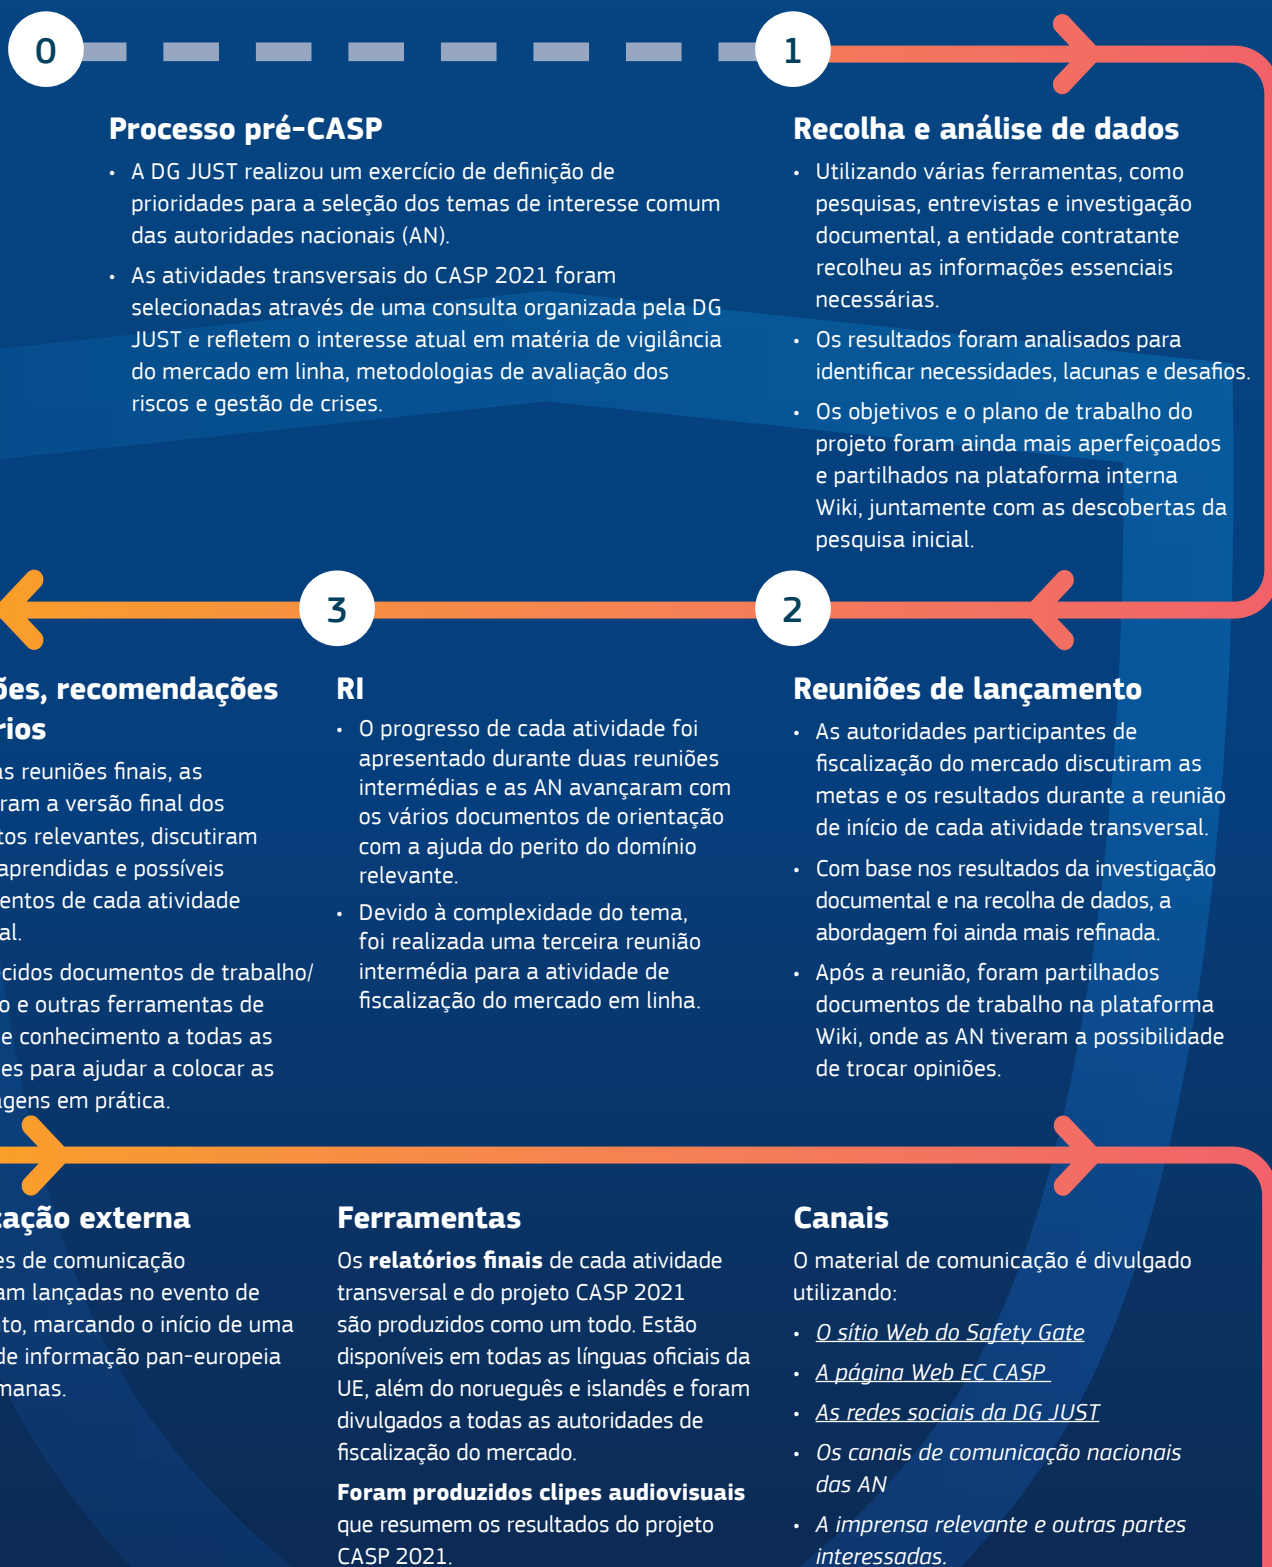 0
1
Processo pré-CASP
• A DG JUST realizou um exercício de definição de
prioridades para a seleção dos temas de interesse comum
das autoridades nacionais (AN).
• As atividades transversais do CASP 2021 foram
selecionadas através de uma consulta organizada pela DG
JUST e refletem o interesse atual em matéria de vigilância
do mercado em linha, metodologias de avaliação dos
riscos e gestão de crises.
Recolha e análise de dados
• Utilizando várias ferramentas, como
pesquisas, entrevistas e investigação
documental, a entidade contratante
recolheu as informações essenciais
necessárias.
• Os resultados foram analisados para
identificar necessidades, lacunas e desafios.
• Os objetivos e o plano de trabalho do
projeto foram ainda mais aperfeiçoados
e partilhados na plataforma interna
Wiki, juntamente com as descobertas da
pesquisa inicial.
3
2
ões, recomendações
rios
as reuniões finais, as
ram a versão final dos
tos relevantes, discutiram
aprendidas e possíveis
entos de cada atividade
al.
cidos documentos de trabalho/
o e outras ferramentas de
e conhecimento a todas as
es para ajudar a colocar as
agens em prática.
RI
• O progresso de cada atividade foi
apresentado durante duas reuniões
intermédias e as AN avançaram com
os vários documentos de orientação
com a ajuda do perito do domínio
relevante.
• Devido à complexidade do tema,
foi realizada uma terceira reunião
intermédia para a atividade de
fiscalização do mercado em linha.
Reuniões de lançamento
• As autoridades participantes de
fiscalização do mercado discutiram as
metas e os resultados durante a reunião
de início de cada atividade transversal.
• Com base nos resultados da investigação
documental e na recolha de dados, a
abordagem foi ainda mais refinada.
• Após a reunião, foram partilhados
documentos de trabalho na plataforma
Wiki, onde as AN tiveram a possibilidade
de trocar opiniões.
cação externa
es de comunicação
am lançadas no evento de
to, marcando o início de uma
de informação pan-europeia
manas.
Ferramentas
Os relatórios finais de cada atividade
transversal e do projeto CASP 2021
são produzidos como um todo. Estão
disponíveis em todas as línguas oficiais da
UE, além do norueguês e islandês e foram
divulgados a todas as autoridades de
fiscalização do mercado.
Foram produzidos clipes audiovisuais
que resumem os resultados do projeto
CASP 2021.
Canais
O material de comunicação é divulgado
utilizando:
• O sítio Web do Safety Gate
• A página Web EC CASP
• As redes sociais da DG JUST
• Os canais de comunicação nacionais
das AN
• A imprensa relevante e outras partes
interessadas.